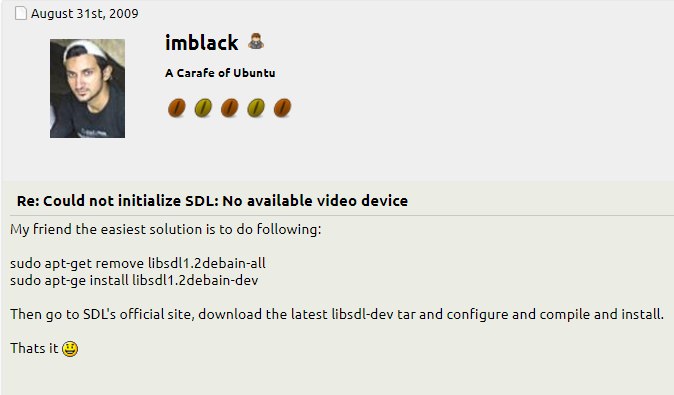 August 31st, 2009
imblack
A Carafe of Ubuntu
Re: Could not initialize SDL: No available video device
My friend the easiest solution is to do following:
sudo apt-get remove libsdl1.2debain-all
sudo apt-ge install libsdl1.2debain-dev
Then go to SDL's official site, download the latest libsdl-dev tar and configure and compile and install.
Thats it